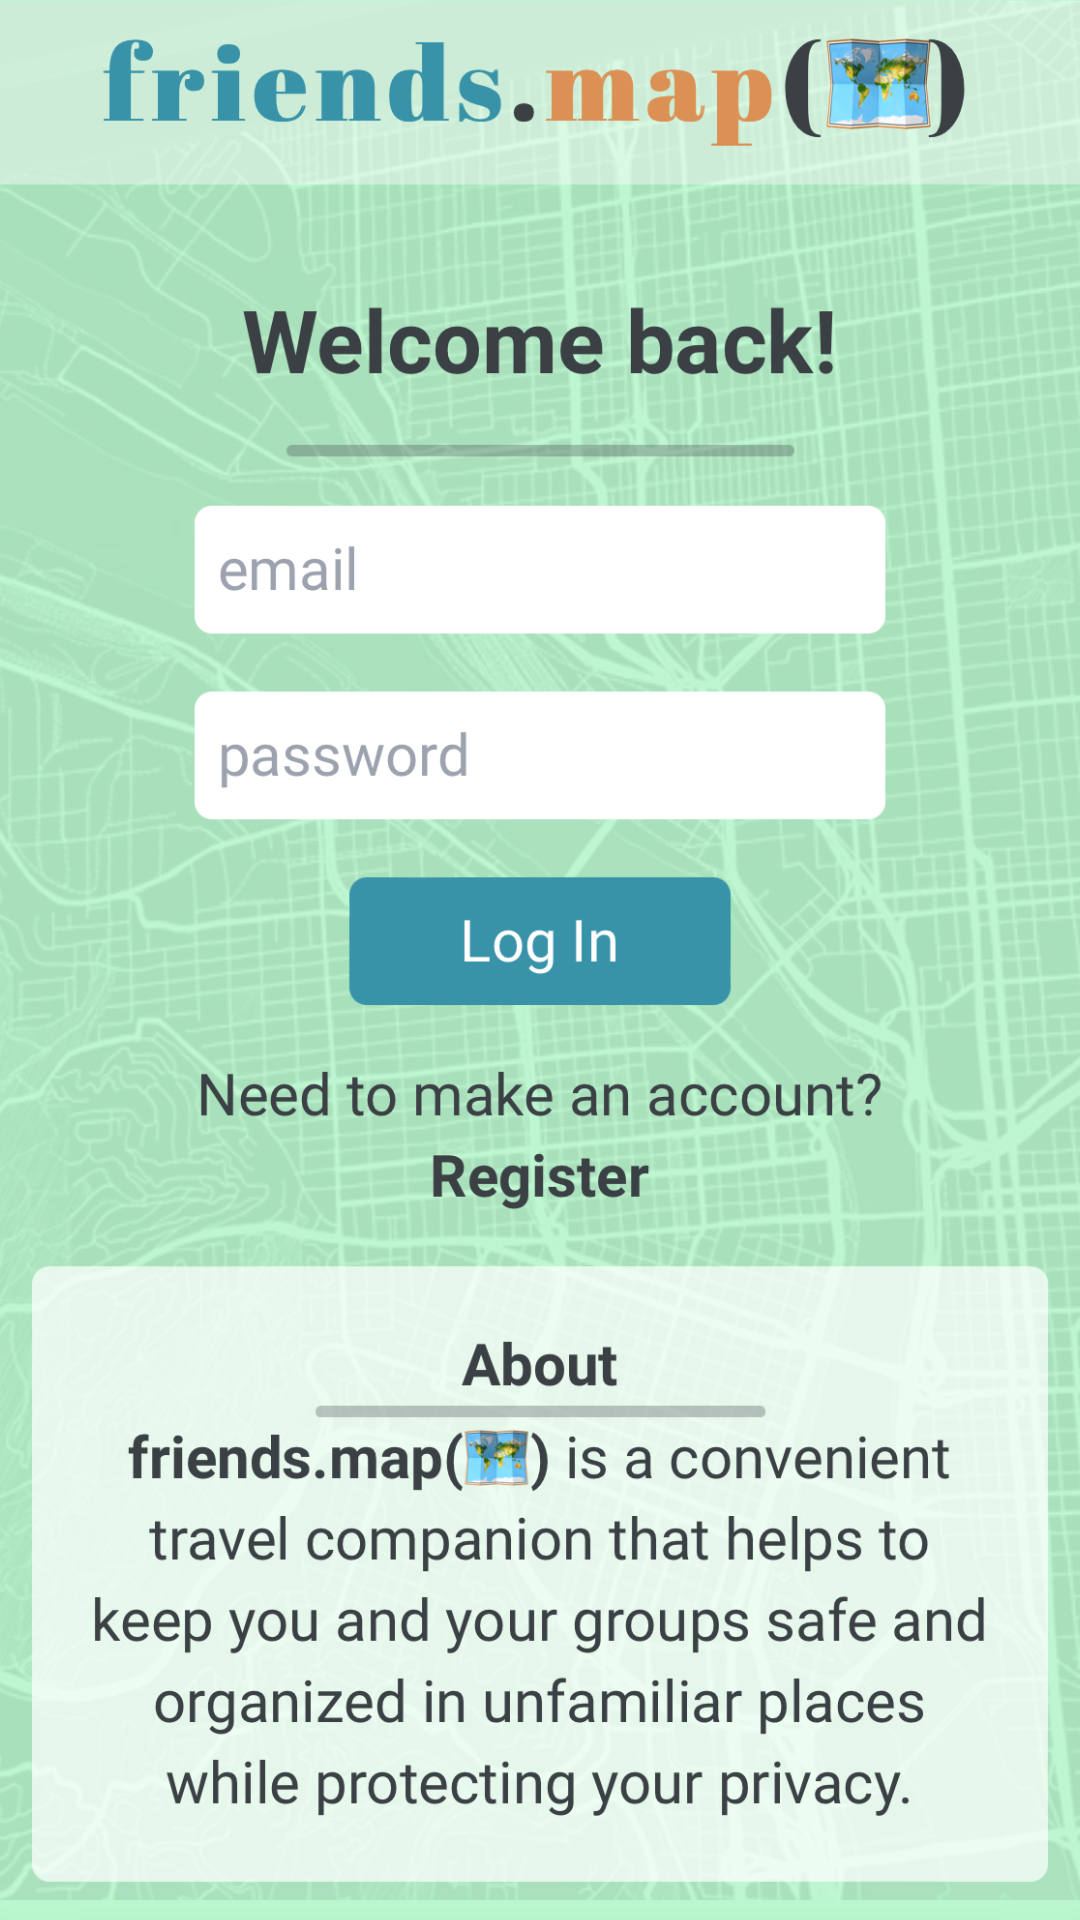 friends.map(🗺️)
Welcome back!
email
password
Log In
Need to make an account?
Register
About
friends.map(🗺️) is a convenient
travel companion that helps to
keep you and your groups safe and
organized in unfamiliar places
while protecting your privacy.